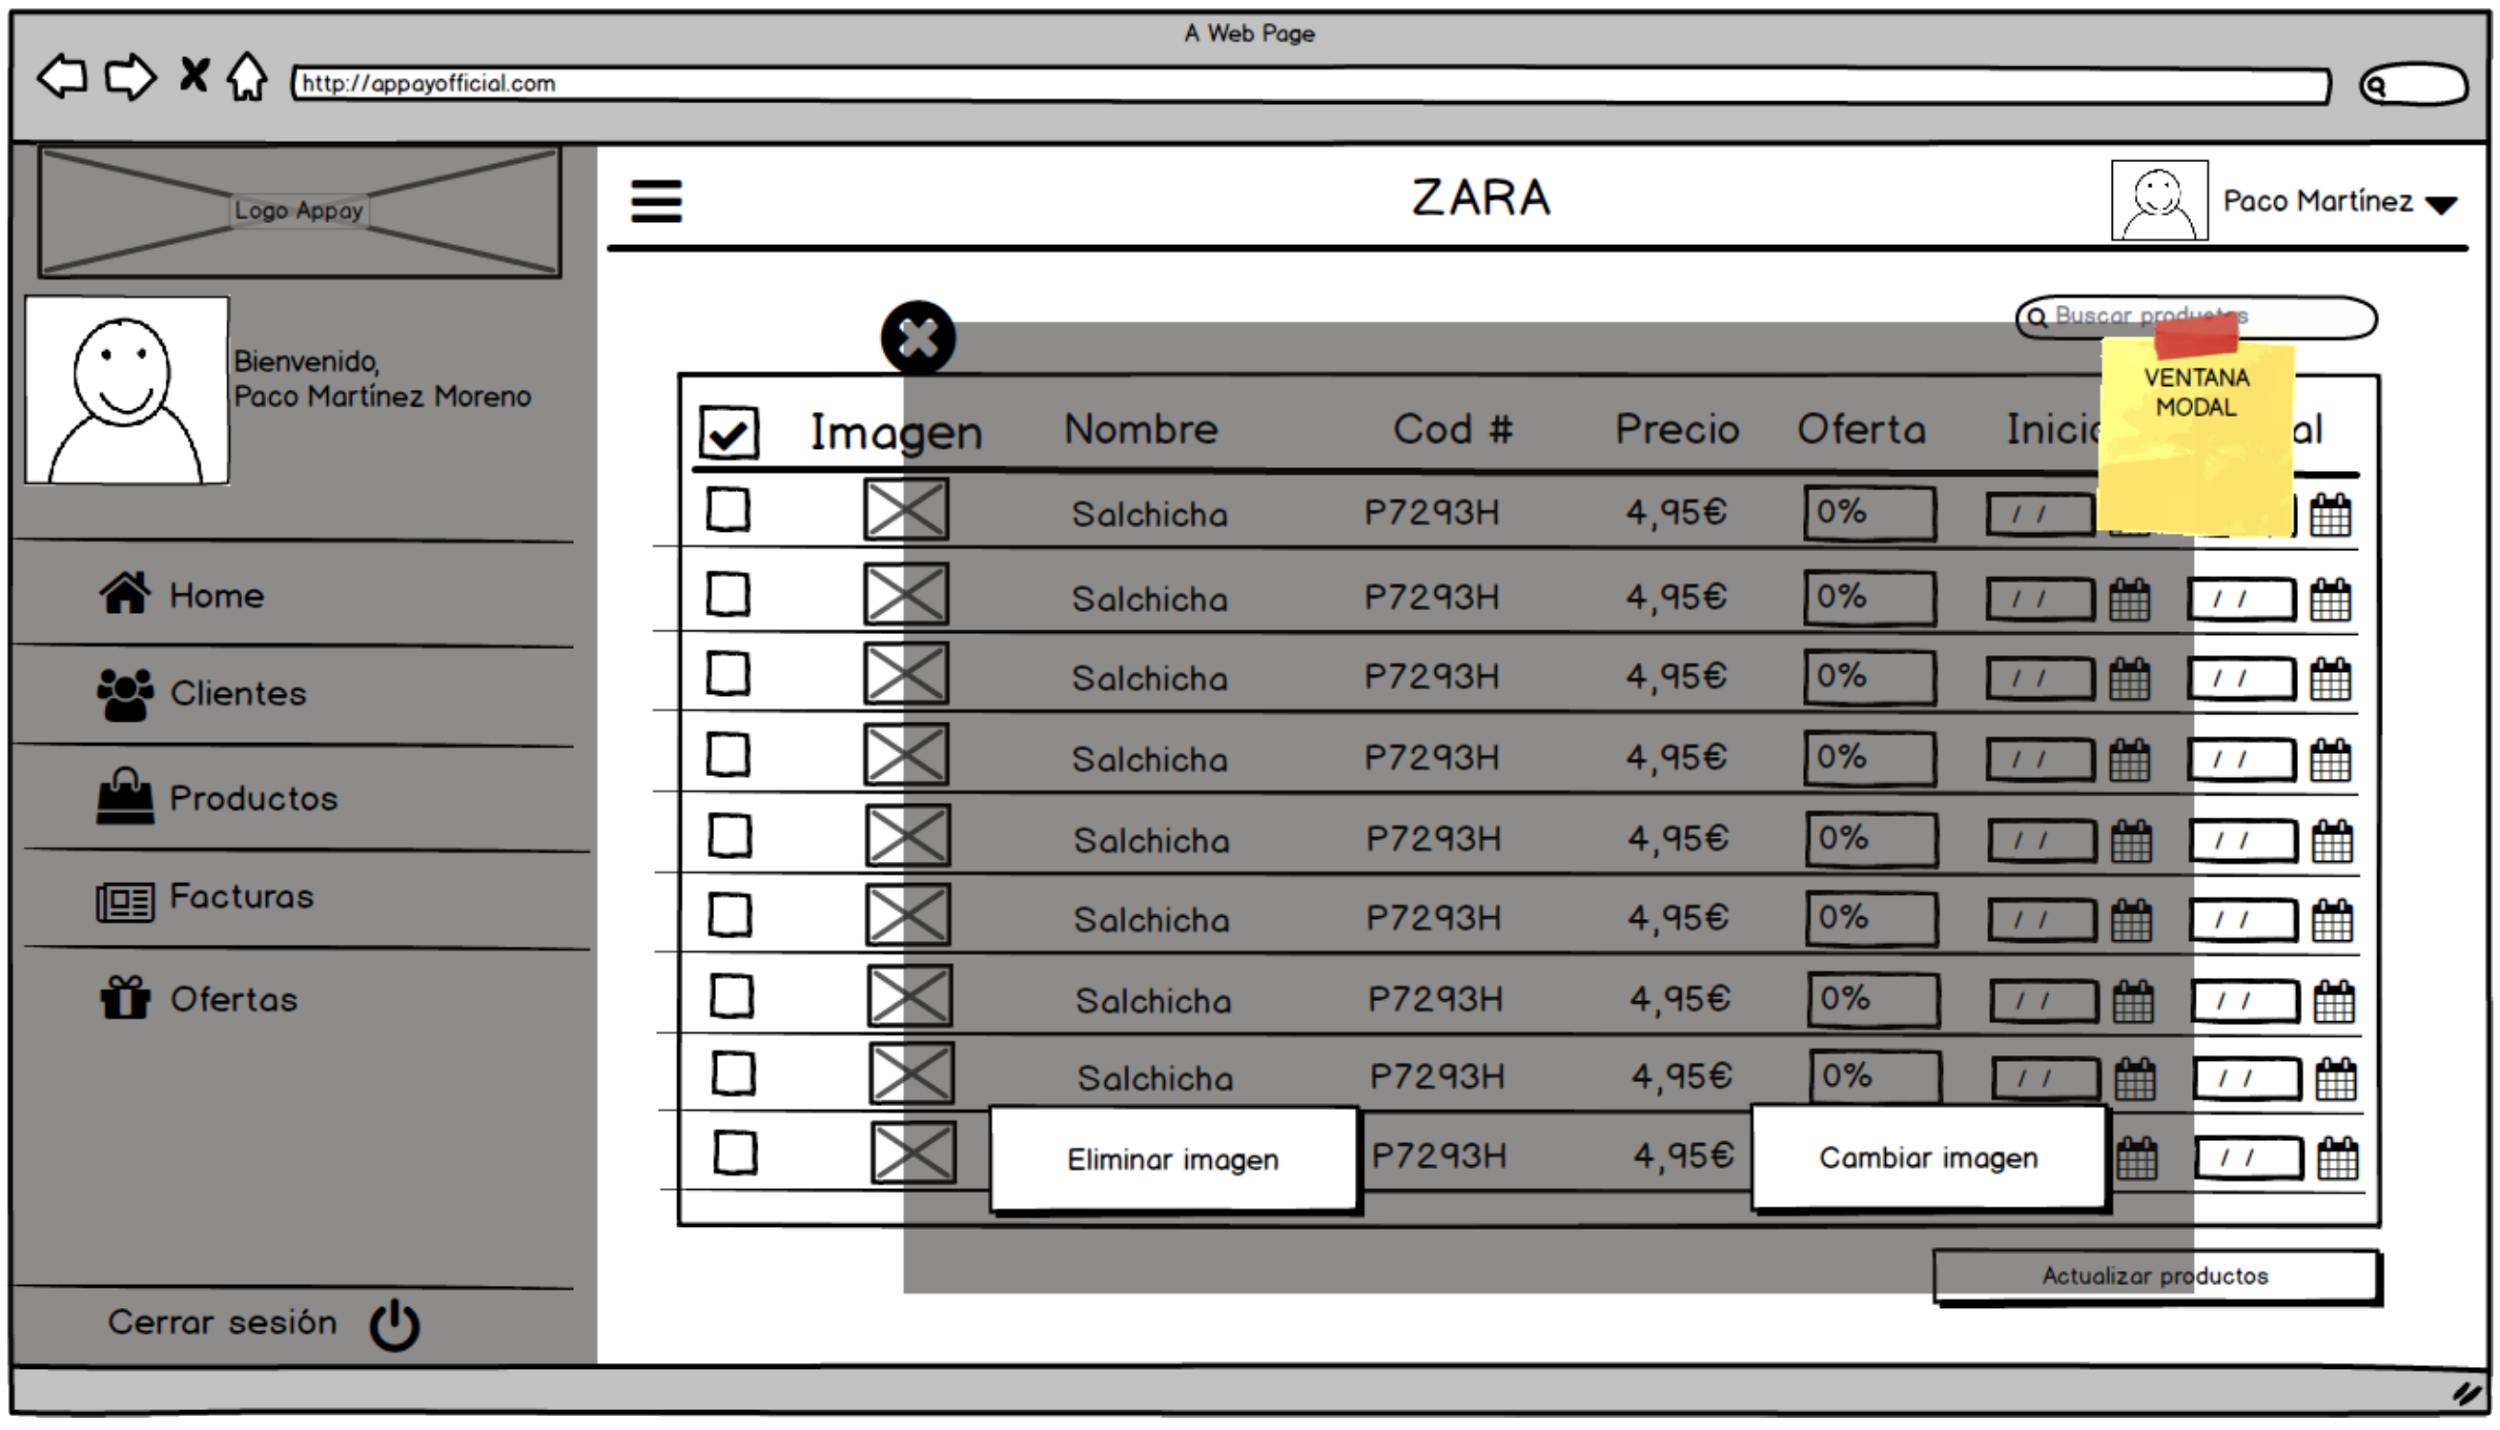 A Web Page
http://appayofficial.com
Logo Appay
ZARA
Paco Martínez
Bienvenido,
Paco Martínez Moreno
Home
Clientes
Productos
Facturas
Ofertas
Cerrar sesión
Buscar productos
VENTANA
MODAL
Imagen Nombre Cod # Precio Oferta Inicio al
Salchicha P7293H 4,95€ 0% / /
Salchicha P7293H 4,95€ 0% / / / /
Salchicha P7293H 4,95€ 0% / / / /
Salchicha P7293H 4,95€ 0% / / / /
Salchicha P7293H 4,95€ 0% / / / /
Salchicha P7293H 4,95€ 0% / / / /
Salchicha P7293H 4,95€ 0% / / / /
Salchicha P7293H 4,95€ 0% / / / /
Eliminar imagen P7293H 4,95€ Cambiar imagen / /
Actualizar productos